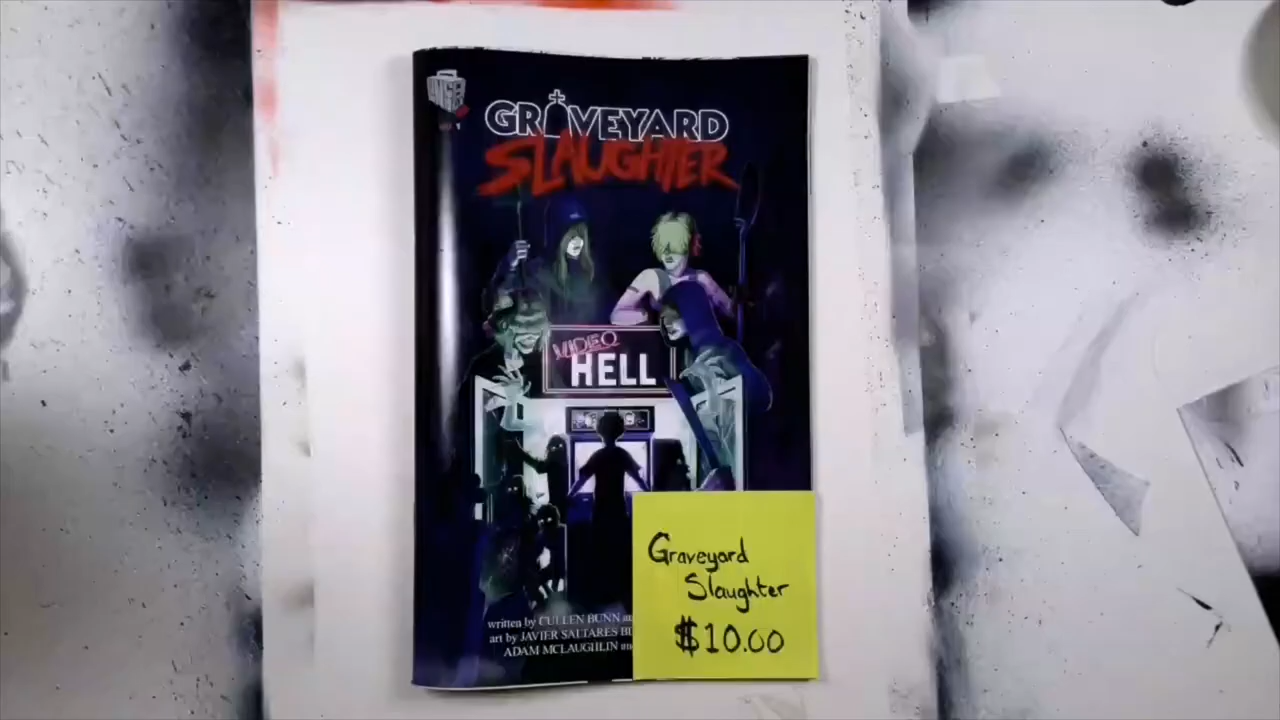 GRAVEYARD
SLAUGHTER
VIDEO
HELL
written by CULLEN BUNN
art by JAVIER SALTARES
ADAM MCLAUGHLIN
Graveyard
Slaughter
$10.00